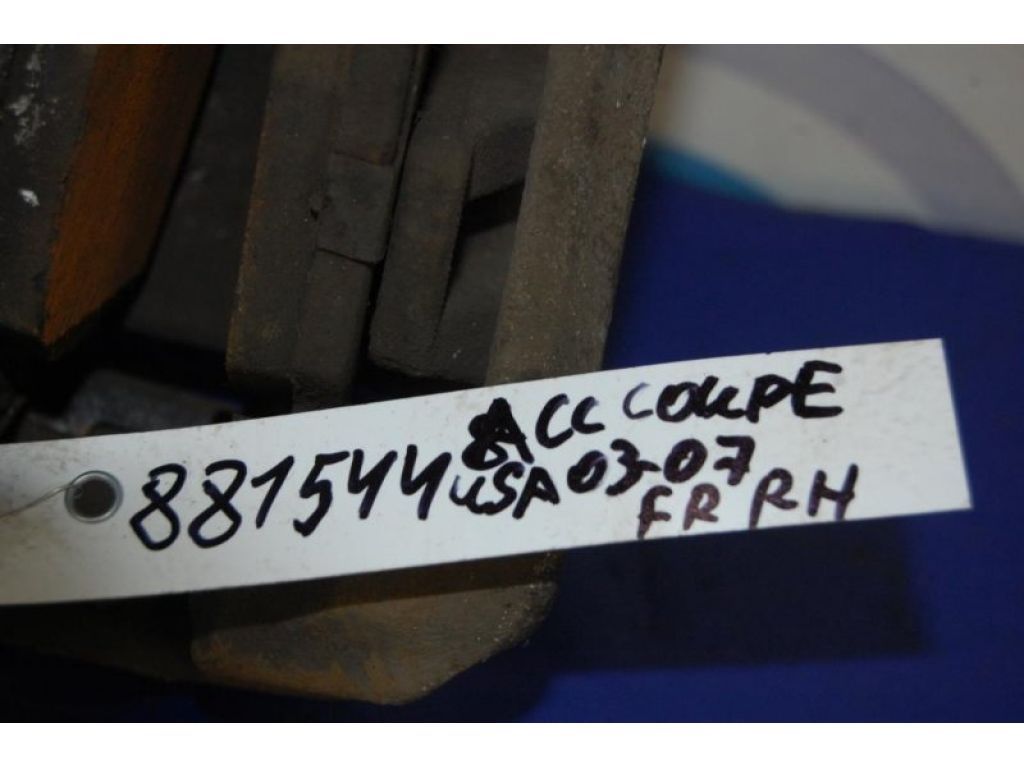 881544 ACC COUPE
USA 03-07
FR RH